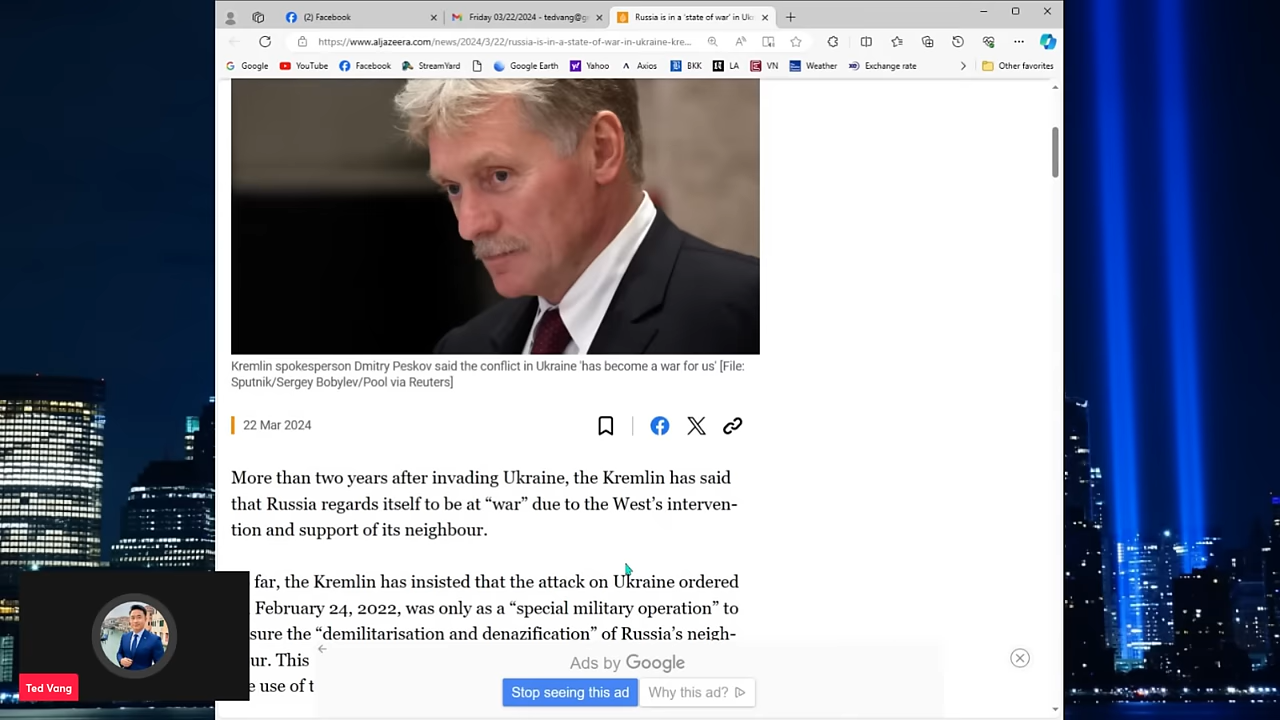 (2) Facebook
Friday 03/22/2024 - tedvang@g
Russia is in a 'state of war' in Uk
https://www.aljazeera.com/news/2024/3/22/russia-is-in-a-state-of-war-in-ukraine-kre...
Google YouTube Facebook StreamYard Google Earth Yahoo Axios BKK LA VN Weather Exchange rate Other favorites
Kremlin spokesperson Dmitry Peskov said the conflict in Ukraine 'has become a war for us' [File:
Sputnik/Sergey Bobylev/Pool via Reuters]
22 Mar 2024
More than two years after invading Ukraine, the Kremlin has said
that Russia regards itself to be at “war” due to the West’s interven-
tion and support of its neighbour.
far, the Kremlin has insisted that the attack on Ukraine ordered
February 24, 2022, was only as a “special military operation” to
sure the “demilitarisation and denazification” of Russia’s neigh-
ur. This
e use of t
Ads by Google
Stop seeing this ad
Why this ad?
Ted Vang